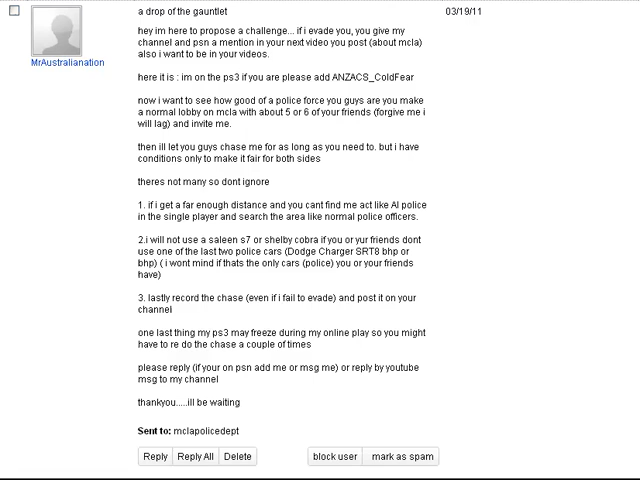 a drop of the gauntlet 03/19/11
MrAustralianation
hey im here to propose a challenge... if i evade you, you give my
channel and psn a mention in your next video you post (about mcla)
also i want to be in your videos.
here it is : im on the ps3 if you are please add ANZACS_ColdFear
now i want to see how good of a police force you guys are you make
a normal lobby on mcla with about 5 or 6 of your friends (forgive me i
will lag) and invite me.
then ill let you guys chase me for as long as you need to. but i have
conditions only to make it fair for both sides
theres not many so dont ignore
1. if i get a far enough distance and you cant find me act like AI police
in the single player and search the area like normal police officers.
2.i will not use a saleen s7 or shelby cobra if you or yur friends dont
use one of the last two police cars (Dodge Charger SRT8 bhp or
bhp) ( i wont mind if thats the only cars (police) you or your friends
have)
3. lastly record the chase (even if i fail to evade) and post it on your
channel
one last thing my ps3 may freeze during my online play so you might
have to re do the chase a couple of times
please reply (if your on psn add me or msg me) or reply by youtube
msg to my channel
thankyou.....ill be waiting
Sent to: mclapolicedept
Reply Reply All Delete block user mark as spam